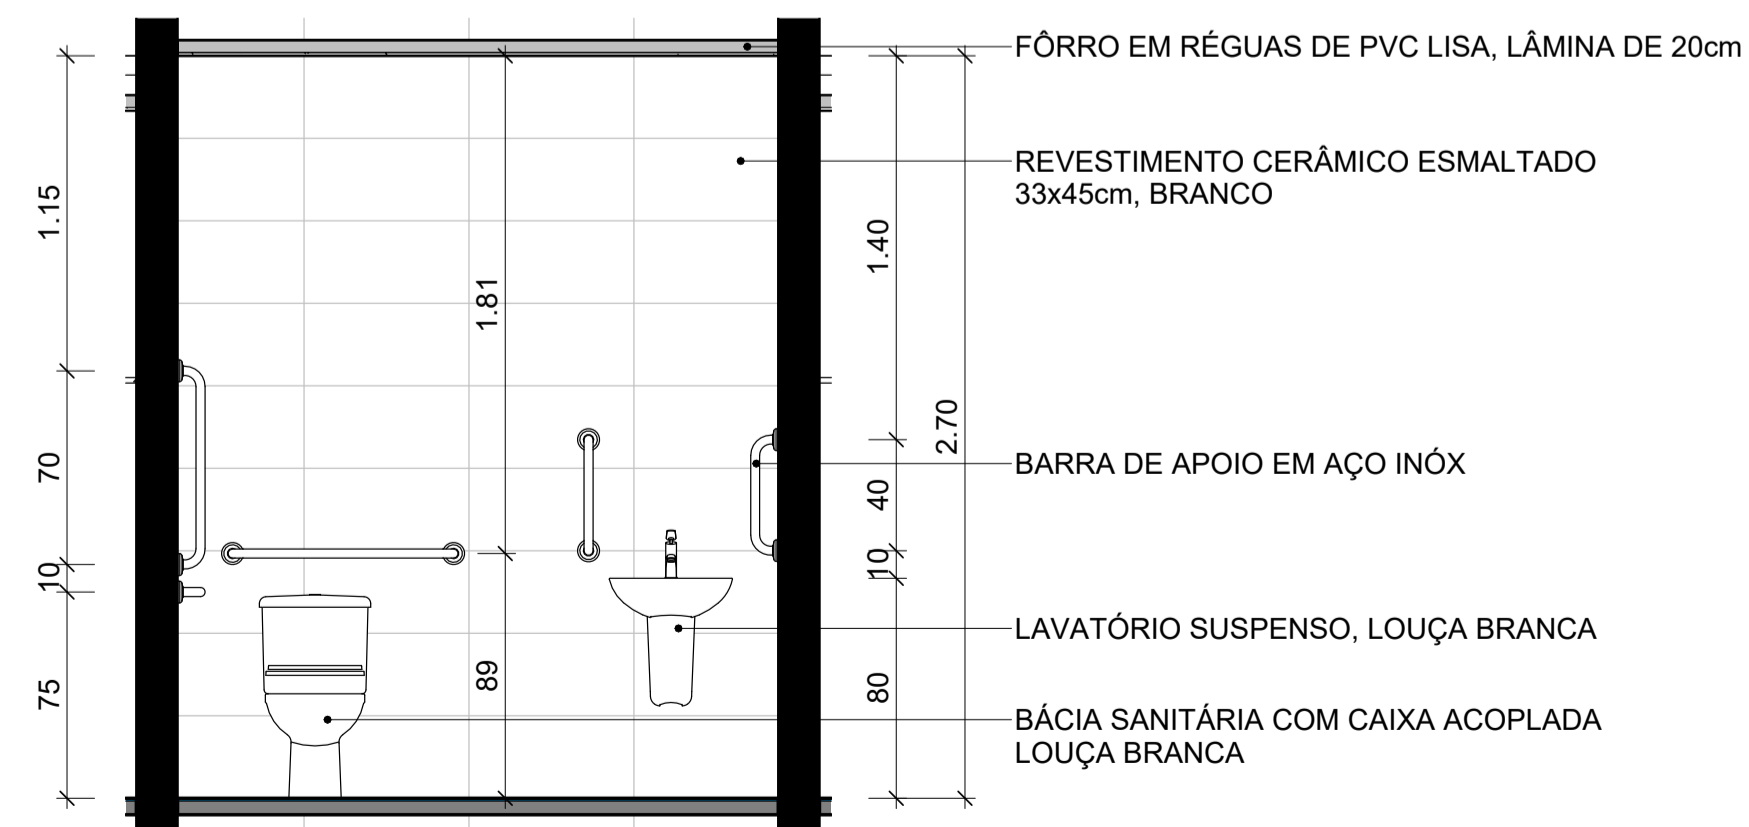 FÔRRO EM RÉGUAS DE PVC LISA, LÂMINA DE 20cm
REVESTIMENTO CERÂMICO ESMALTADO
33x45cm, BRANCO
BARRA DE APOIO EM AÇO INÓX
LAVATÓRIO SUSPENSO, LOUÇA BRANCA
BÁCIA SANITÁRIA COM CAIXA ACOPLADA
LOUÇA BRANCA
1.15
70
10
75
1.81
89
1.40
40
10
80
2.70